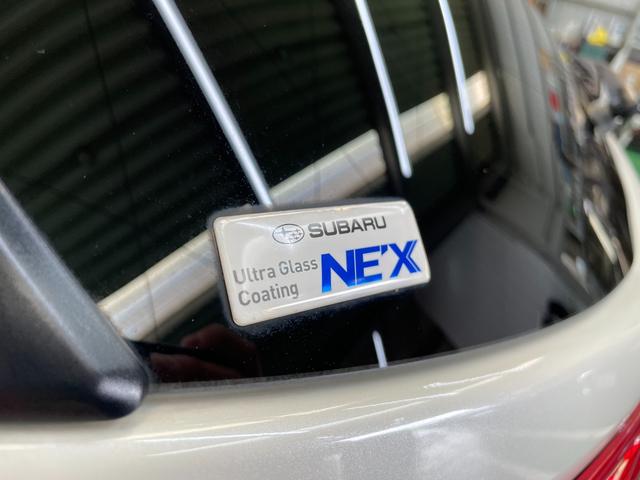 SUBARU
Ultra Glass
Coating
NE'X